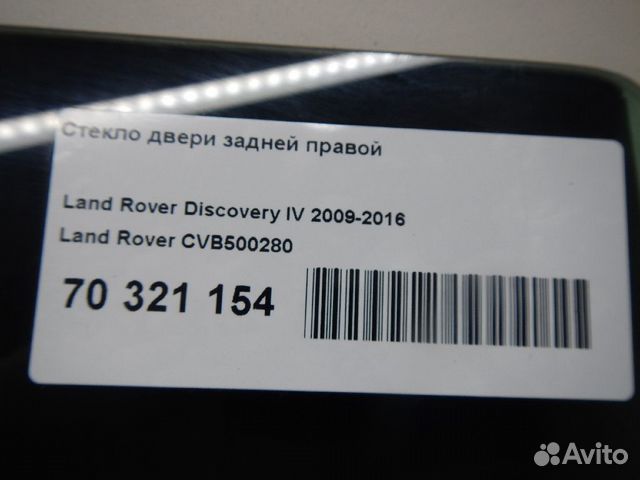 Стекло двери задней правой
Land Rover Discovery IV 2009-2016
Land Rover CVB500280
70 321 154
Avito